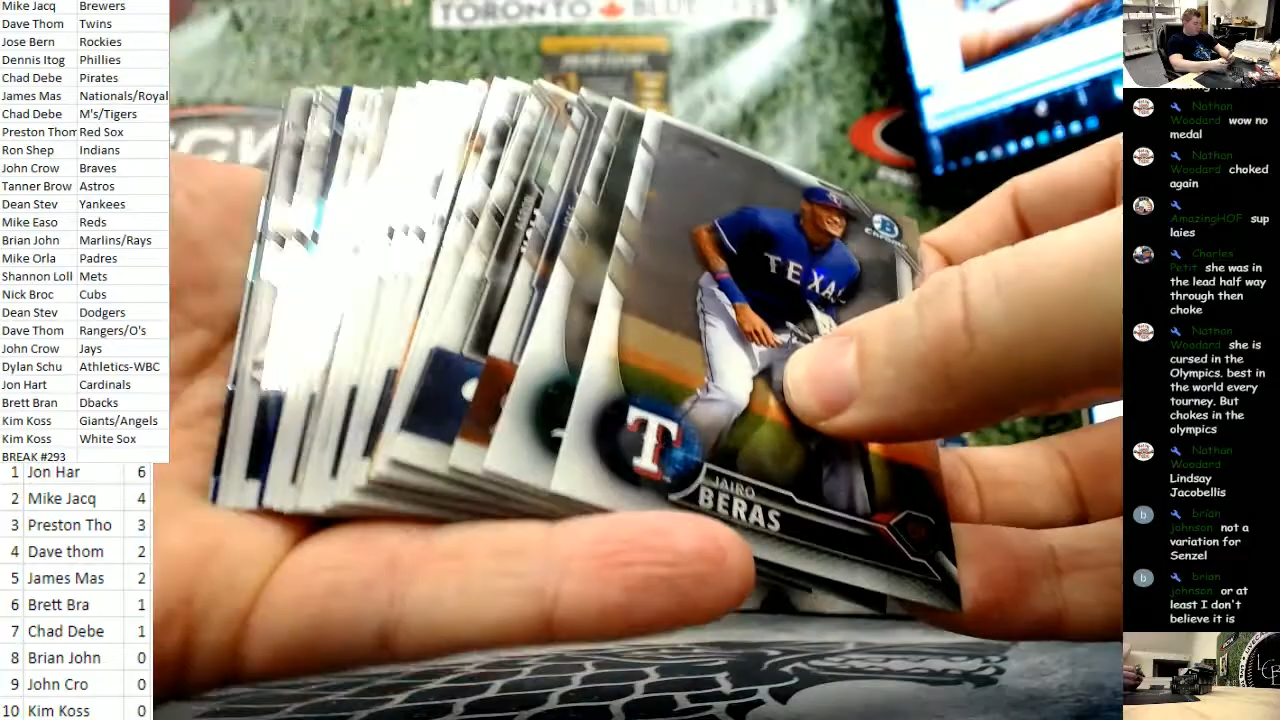 Mike Jacq Brewers
Dave Thom Twins
Jose Bern Rockies
Dennis Itog Phillies
Chad Debe Pirates
James Mas Nationals/Royal
Chad Debe M's/Tigers
Preston Thom Red Sox
Ron Shep Indians
John Crow Braves
Tanner Brow Astros
Dean Stev Yankees
Mike Easo Reds
Brian John Marlins/Rays
Mike Orla Padres
Shannon Loll Mets
Nick Broc Cubs
Dean Stev Dodgers
Dave Thom Rangers/O's
John Crow Jays
Dylan Schu Athletics-WBC
Jon Hart Cardinals
Brett Bran Dbacks
Kim Koss Giants/Angels
Kim Koss White Sox
BREAK #293
1 Jon Har 6
2 Mike Jacq 4
3 Preston Tho 3
4 Dave thom 2
5 James Mas 2
6 Brett Bra 1
7 Chad Debe 1
8 Brian John 0
9 John Cro 0
10 Kim Koss 0
TORONTO BLUE
B
Chrome
TEXAS
T
JAIRO
BERAS
Nathan
Woodard wow no
medal
Nathan
Woodard choked
again
AmazingHOF sup
laies
Charles
Petit she was in
the lead half way
through then
choke
Nathan
Woodard she is
cursed in the
Olympics. best in
the world every
tourney. But
chokes in the
olympics
Nathan
Woodard
Lindsay
Jacobellis
b brian
johnson not a
variation for
Senzel
b brian
johnson or at
least I don't
believe it is